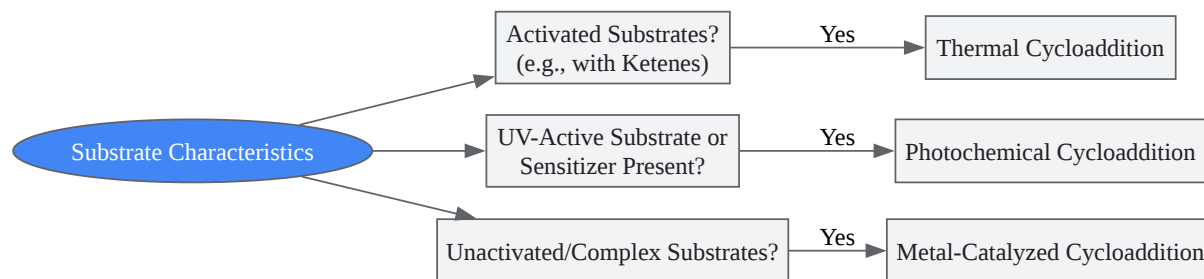 Activated Substrates?
(e.g., with Ketenes)
Yes
Thermal Cycloaddition
Substrate Characteristics
UV-Active Substrate or
Sensitizer Present?
Yes
Photochemical Cycloaddition
Unactivated/Complex Substrates?
Yes
Metal-Catalyzed Cycloaddition